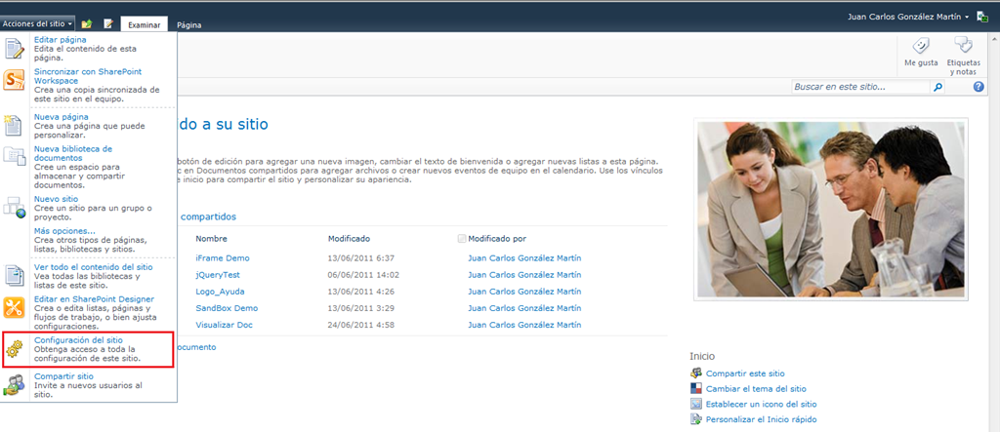 Acciones del sitio
Examinar
Página
Juan Carlos González Martín
Editar página
Edita el contenido de esta
página.
Sincronizar con SharePoint
Workspace
Crea una copia sincronizada de
este sitio en el equipo.
Nueva página
Crea una página que puede
personalizar.
Nueva biblioteca de
documentos
Cree un espacio para
almacenar y compartir
documentos.
Nuevo sitio
Cree un sitio para un grupo o
proyecto.
Más opciones...
Crea otros tipos de páginas,
listas, bibliotecas y sitios.
Ver todo el contenido del sitio
Vea todas las bibliotecas y
listas de este sitio.
Editar en SharePoint Designer
Crea o edita listas, páginas y
flujos de trabajo, o bien ajusta
configuraciones.
Configuración del sitio
Obtenga acceso a toda la
configuración de este sitio.
Compartir sitio
Invite a nuevos usuarios al
sitio.
Me gusta
Etiquetas
y notas
Buscar en este sitio...
do a su sitio
botón de edición para agregar una nueva imagen, cambiar el texto de bienvenida o agregar nuevas listas a esta página.
c en Documentos compartidos para agregar archivos o crear nuevos eventos de equipo en el calendario. Use los vínculos
e inicio para compartir el sitio y personalizar su apariencia.
compartidos
Nombre Modificado Modificado por
iFrame Demo 13/06/2011 6:37 Juan Carlos González Martín
jQueryTest 06/06/2011 14:02 Juan Carlos González Martín
Logo_Ayuda 13/06/2011 4:26 Juan Carlos González Martín
SandBox Demo 13/06/2011 3:29 Juan Carlos González Martín
Visualizar Doc 24/06/2011 4:58 Juan Carlos González Martín
ocumento
Inicio
Compartir este sitio
Cambiar el tema del sitio
Establecer un icono del sitio
Personalizar el Inicio rápido